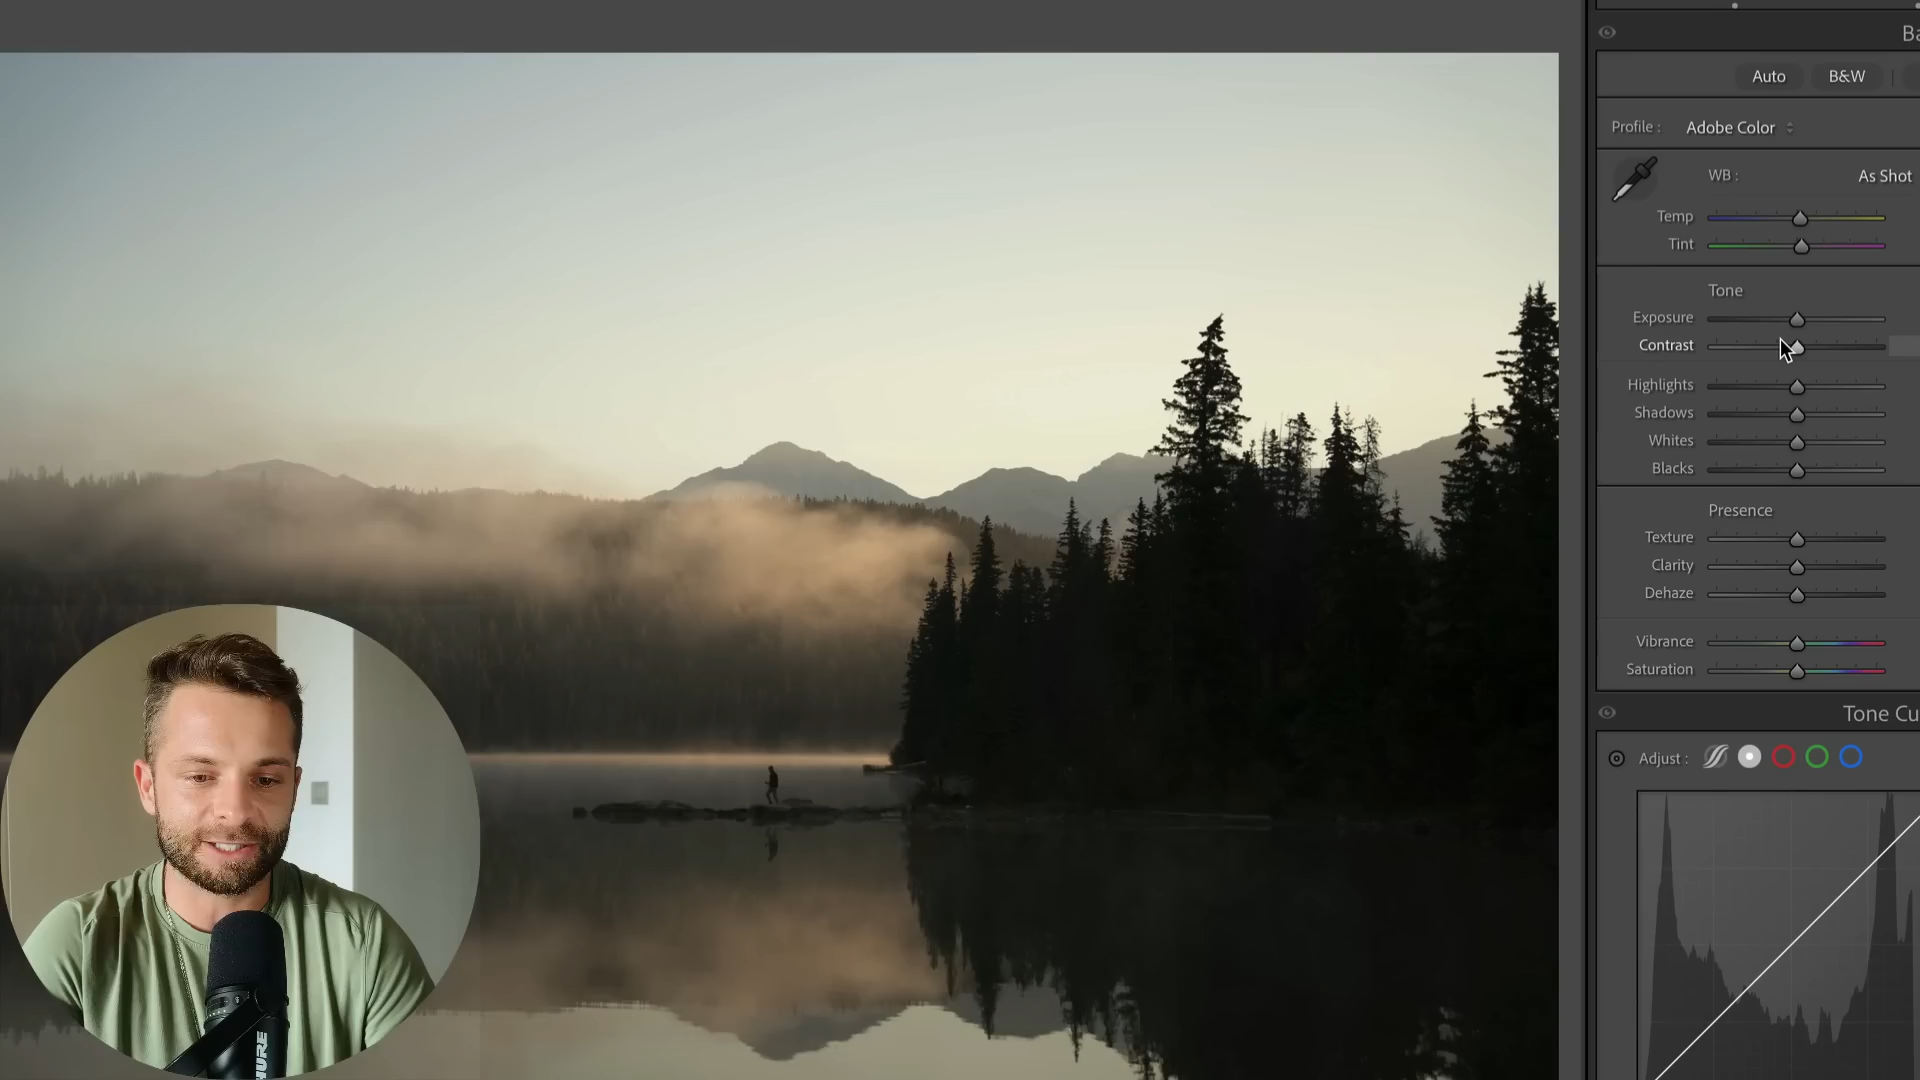 Ba
Auto B&W
Profile : Adobe Color
WB : As Shot
Temp
Tint
Tone
Exposure
Contrast
Highlights
Shadows
Whites
Blacks
Presence
Texture
Clarity
Dehaze
Vibrance
Saturation
Tone Cu
Adjust :
HURE